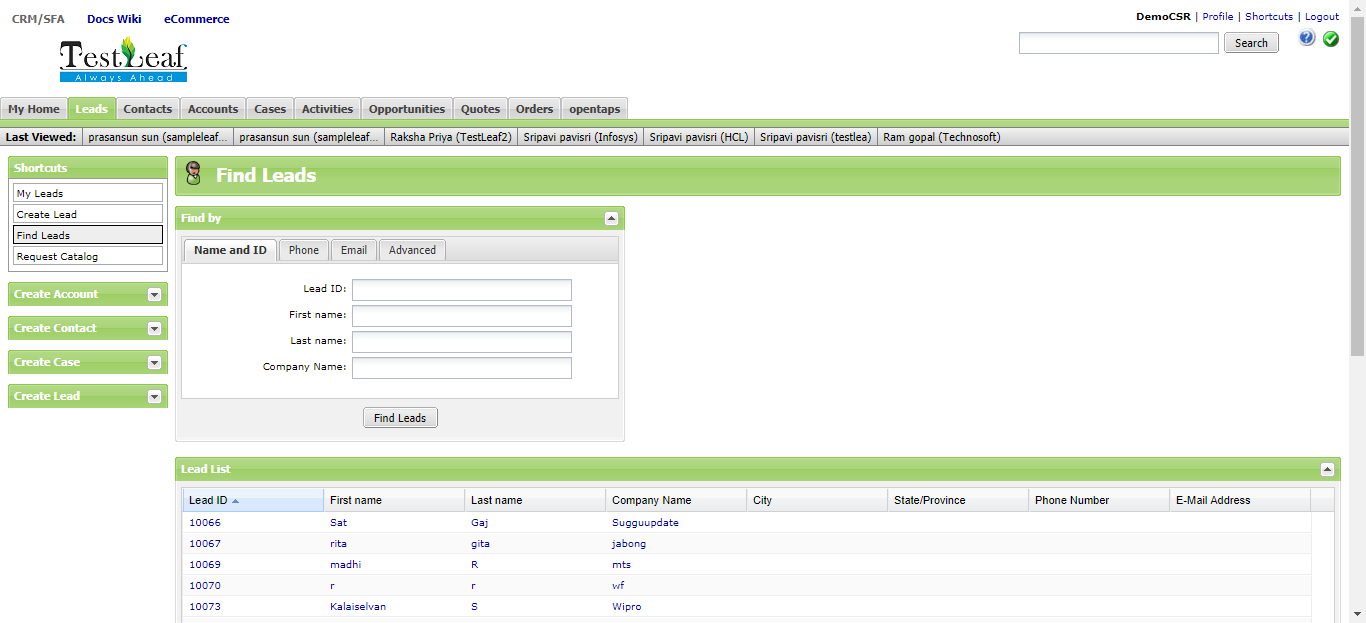 CRM/SFA Docs Wiki eCommerce
DemoCSR | Profile | Shortcuts | Logout
Search
TestLeaf
Always Ahead
My Home Leads Contacts Accounts Cases Activities Opportunities Quotes Orders opentaps
Last Viewed: prasansun sun (sampleleaf... prasansun sun (sampleleaf... Raksha Priya (TestLeaf2) Sripavi pavisri (Infosys) Sripavi pavisri (HCL) Sripavi pavisri (testlea) Ram gopal (Technosoft)
Shortcuts
My Leads
Create Lead
Find Leads
Request Catalog
Create Account
Create Contact
Create Case
Create Lead
Find Leads
Find by
Name and ID Phone Email Advanced
Lead ID:
First name:
Last name:
Company Name:
Find Leads
Lead List
Lead ID First name Last name Company Name City State/Province Phone Number E-Mail Address
10066 Sat Gaj Sugguupdate
10067 rita gita jabong
10069 madhi R mts
10070 r r wf
10073 Kalaiselvan S Wipro